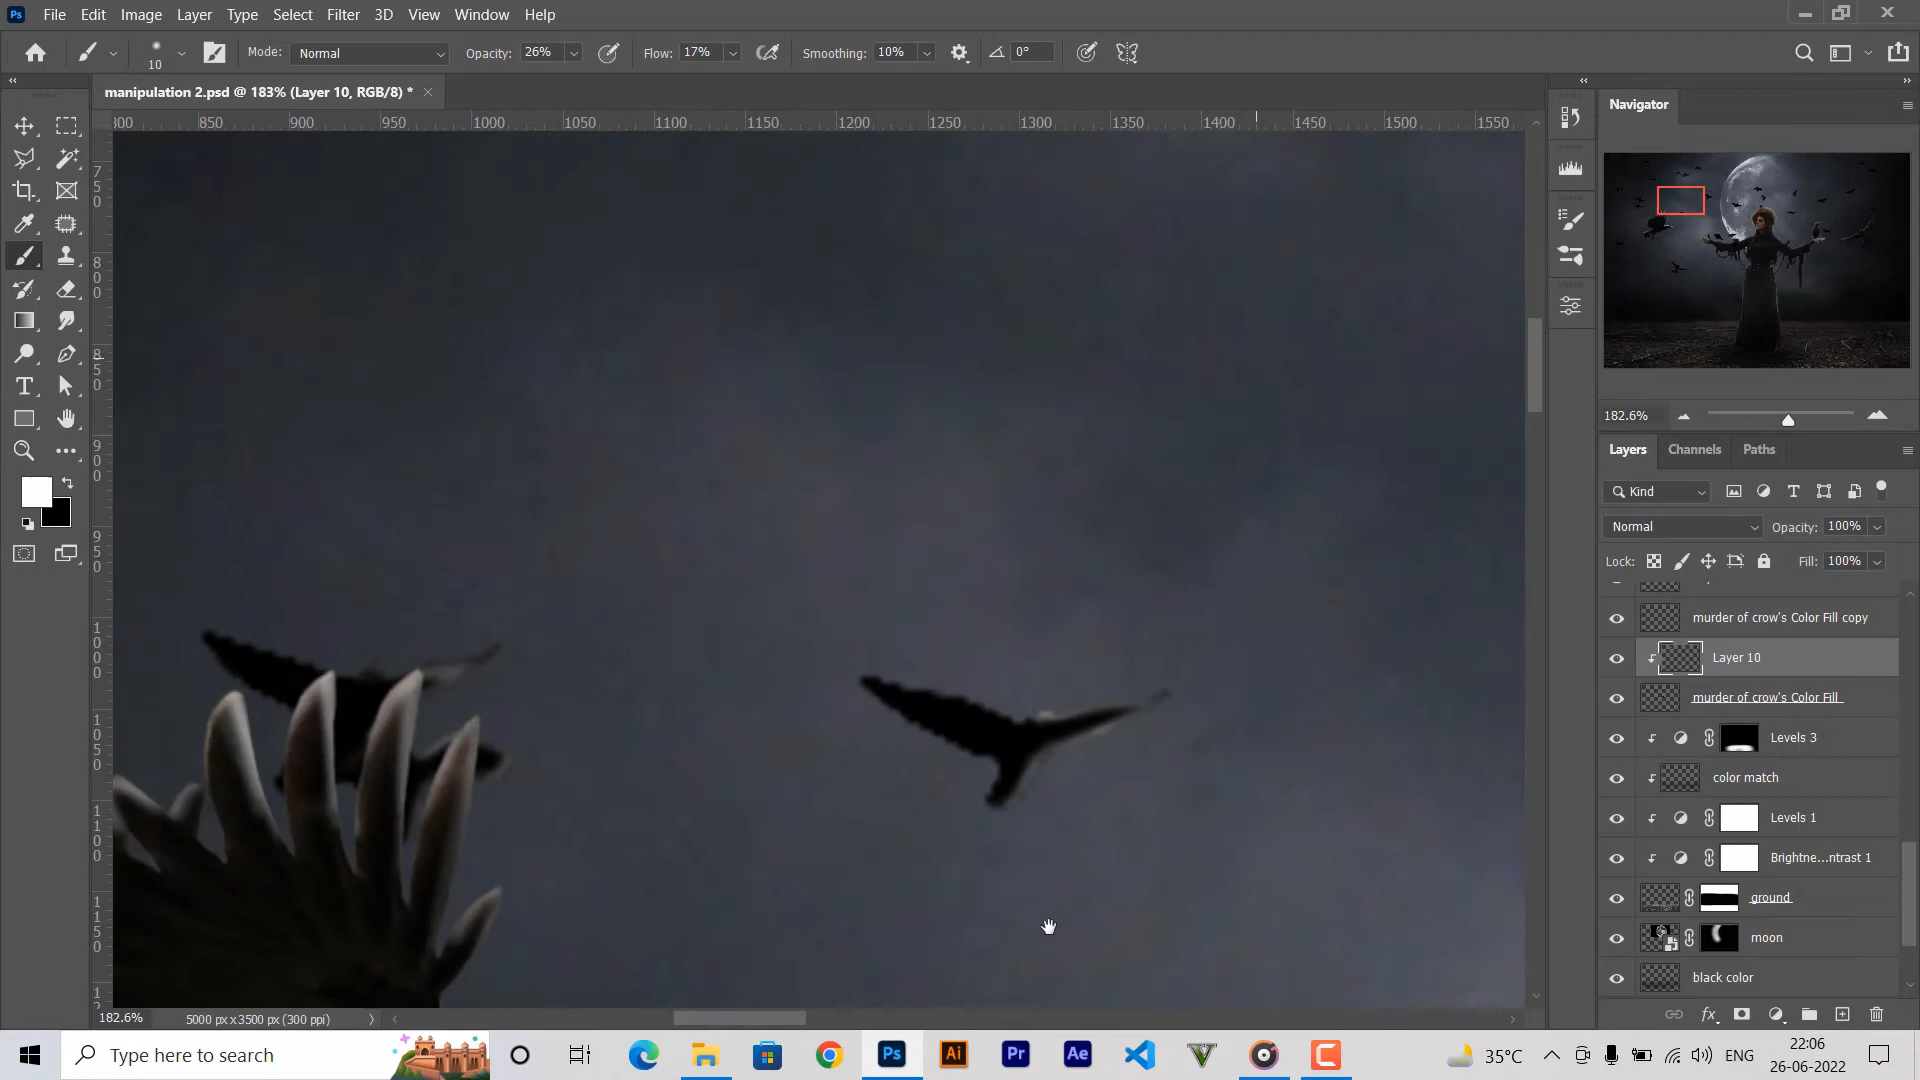 File Edit Image Layer Type Select Filter 3D View Window Help
10 Mode: Normal Opacity: 26% Flow: 17% Smoothing: 10% 0°
manipulation 2.psd @ 183% (Layer 10, RGB/8) *
800 850 900 950 1000 1050 1100 1150 1200 1250 1300 1350 1400 1450 1500 1550
750
800
850
900
950
1000
1050
1100
1150
Navigator
182.6%
Layers Channels Paths
Kind
Normal Opacity: 100%
Lock: Fill: 100%
murder of crow's Color Fill copy
Layer 10
murder of crow's Color Fill
Levels 3
color match
Levels 1
Brightne...ntrast 1
ground
moon
black color
182.6% 5000 px x 3500 px (300 ppi)
Type here to search
35°C ENG
22:06
26-06-2022